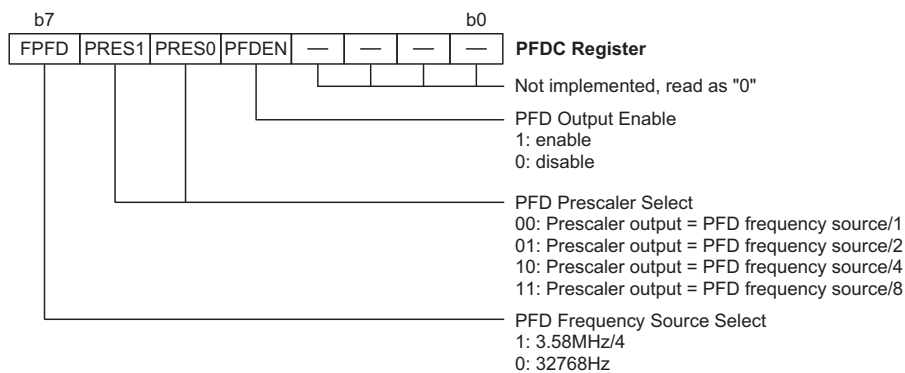 b7 b0
FPFD PRES1 PRES0 PFDEN — — — — PFDC Register
Not implemented, read as "0"
PFD Output Enable
1: enable
0: disable
PFD Prescaler Select
00: Prescaler output = PFD frequency source/1
01: Prescaler output = PFD frequency source/2
10: Prescaler output = PFD frequency source/4
11: Prescaler output = PFD frequency source/8
PFD Frequency Source Select
1: 3.58MHz/4
0: 32768Hz